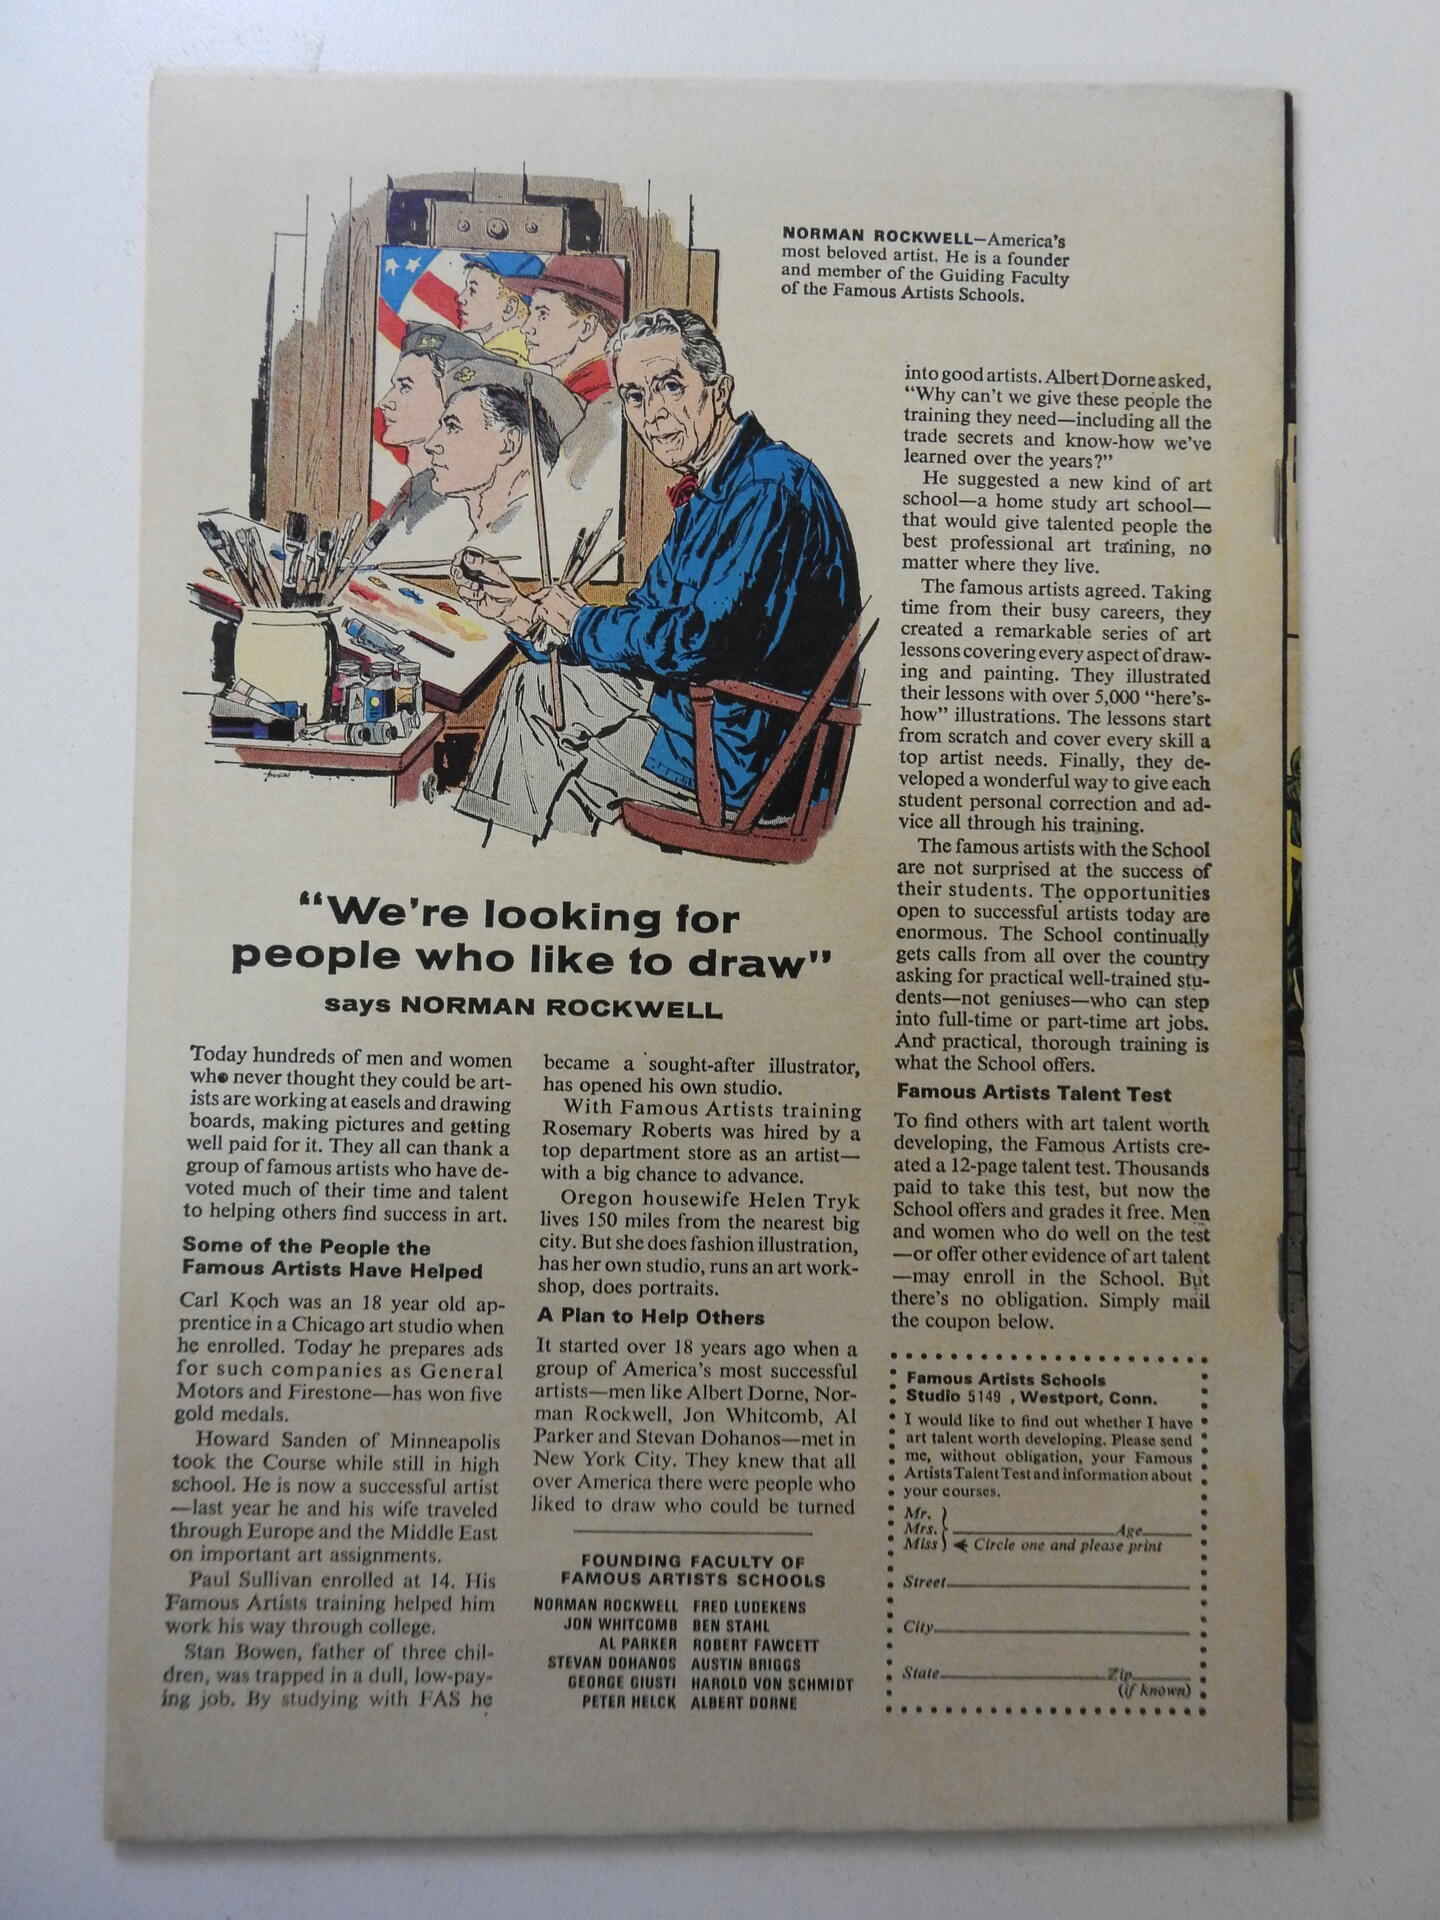 NORMAN ROCKWELL—America's
most beloved artist. He is a founder
and member of the Guiding Faculty
of the Famous Artists Schools.
"We're looking for
people who like to draw"
says NORMAN ROCKWELL
Today hundreds of men and women
who never thought they could be art-
ists are working at easels and drawing
boards, making pictures and getting
well paid for it. They all can thank a
group of famous artists who have de-
voted much of their time and talent
to helping others find success in art.
Some of the People the
Famous Artists Have Helped
Carl Koch was an 18 year old ap-
prentice in a Chicago art studio when
he enrolled. Today he prepares ads
for such companies as General
Motors and Firestone—has won five
gold medals.
Howard Sanden of Minneapolis
took the Course while still in high
school. He is now a successful artist
—last year he and his wife traveled
through Europe and the Middle East
on important art assignments.
Paul Sullivan enrolled at 14. His
Famous Artists training helped him
work his way through college.
Stan Bowen, father of three chil-
dren, was trapped in a dull, low-pay-
ing job. By studying with FAS he
became a sought-after illustrator,
has opened his own studio.
With Famous Artists training
Rosemary Roberts was hired by a
top department store as an artist—
with a big chance to advance.
Oregon housewife Helen Tryk
lives 150 miles from the nearest big
city. But she does fashion illustration,
has her own studio, runs an art work-
shop, does portraits.
A Plan to Help Others
It started over 18 years ago when a
group of America's most successful
artists—men like Albert Dorne, Nor-
man Rockwell, Jon Whitcomb, Al
Parker and Stevan Dohanos—met in
New York City. They knew that all
over America there were people who
liked to draw who could be turned
FOUNDING FACULTY OF
FAMOUS ARTISTS SCHOOLS
NORMAN ROCKWELL FRED LUDEKENS
JON WHITCOMB BEN STAHL
AL PARKER ROBERT FAWCETT
STEVAN DOHANOS AUSTIN BRIGGS
GEORGE GIUSTI HAROLD VON SCHMIDT
PETER HELCK ALBERT DORNE
into good artists. Albert Dorne asked,
"Why can't we give these people the
training they need—including all the
trade secrets and know-how we've
learned over the years?"
He suggested a new kind of art
school—a home study art school—
that would give talented people the
best professional art training, no
matter where they live.
The famous artists agreed. Taking
time from their busy careers, they
created a remarkable series of art
lessons covering every aspect of draw-
ing and painting. They illustrated
their lessons with over 5,000 "here's-
how" illustrations. The lessons start
from scratch and cover every skill a
top artist needs. Finally, they de-
veloped a wonderful way to give each
student personal correction and ad-
vice all through his training.
The famous artists with the School
are not surprised at the success of
their students. The opportunities
open to successful artists today are
enormous. The School continually
gets calls from all over the country
asking for practical well-trained stu-
dents—not geniuses—who can step
into full-time or part-time art jobs.
And practical, thorough training is
what the School offers.
Famous Artists Talent Test
To find others with art talent worth
developing, the Famous Artists cre-
ated a 12-page talent test. Thousands
paid to take this test, but now the
School offers and grades it free. Men
and women who do well on the test
—or offer other evidence of art talent
—may enroll in the School. But
there's no obligation. Simply mail
the coupon below.
Famous Artists Schools
Studio 5149 , Westport, Conn.
I would like to find out whether I have
art talent worth developing. Please send
me, without obligation, your Famous
Artists Talent Test and information about
your courses.
Mr.
Mrs. Age
Miss Circle one and please print
Street
City
State Zip
(if known)